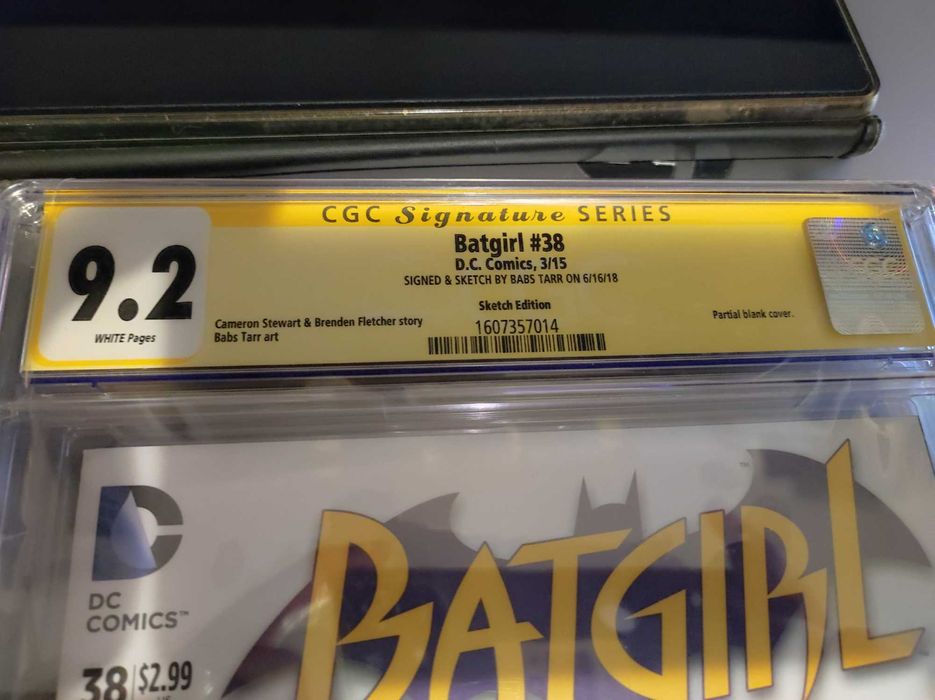 CGC Signature SERIES
9.2
WHITE Pages
Batgirl #38
D.C. Comics, 3/15
SIGNED & SKETCH BY BABS TARR ON 6/16/18
Sketch Edition
Cameron Stewart & Brenden Fletcher story
Babs Tarr art
1607357014
Partial blank cover.
DC
COMICS™
38 $2.99
BATGIRL
™